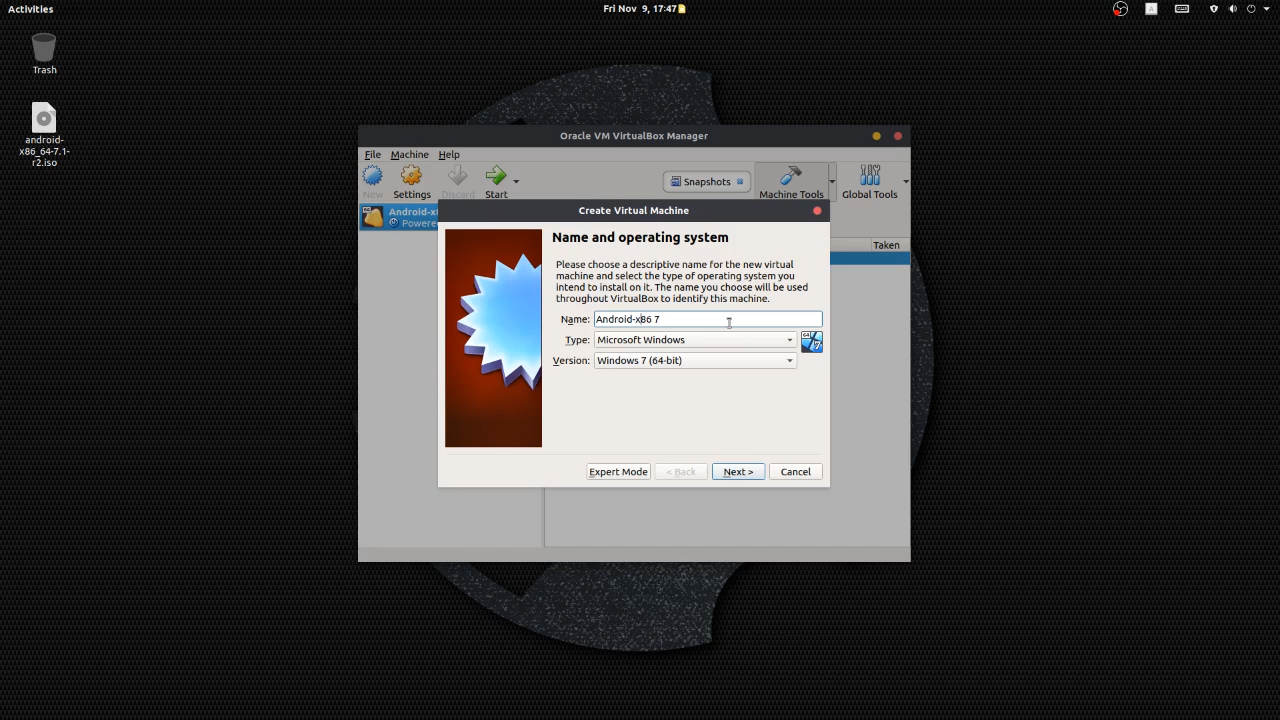 Activities
Fri Nov 9, 17:47
Trash
android-
x86_64-7.1-
r2.iso
Oracle VM VirtualBox Manager
File Machine Help
New Settings Discard Start
Snapshots
Machine Tools
Global Tools
Powere
Taken
Create Virtual Machine
Name and operating system
Please choose a descriptive name for the new virtual
machine and select the type of operating system you
intend to install on it. The name you choose will be used
throughout VirtualBox to identify this machine.
Name: Android-x86 7
Type: Microsoft Windows
Version: Windows 7 (64-bit)
Expert Mode < Back Next > Cancel